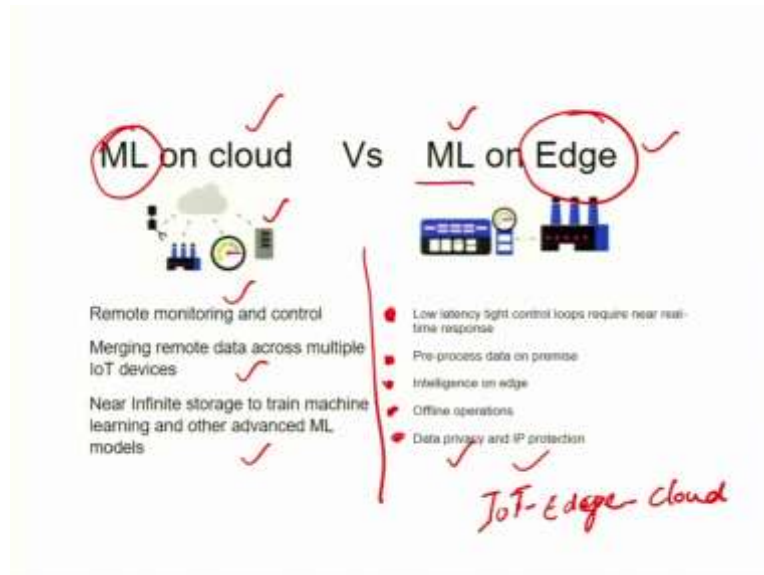 ML on cloud Vs ML on Edge
Remote monitoring and control
Merging remote data across multiple
IoT devices
Near Infinite storage to train machine
learning and other advanced ML
models
Low latency tight control loops require near real-
time response
Pre-process data on premise
Intelligence on edge
Offline operations
Data privacy and IP protection
IoT-Edge-Cloud